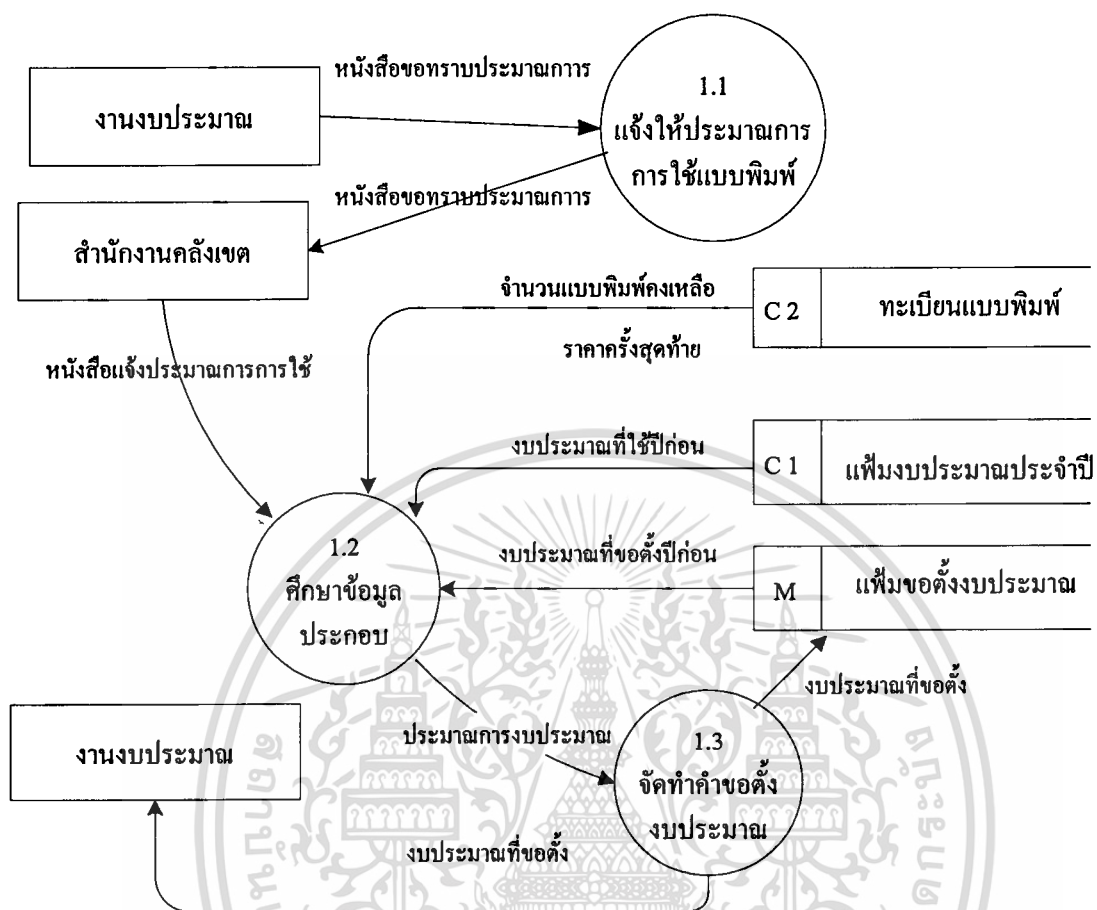 หนังสือขอทราบประมาณการ
งานงบประมาณ
1.1
แจ้งให้ประมาณการ
การใช้แบบพิมพ์
หนังสือขอทราบประมาณการ
สำนักงานคลังเขต
จำนวนแบบพิมพ์คงเหลือ
C 2
ทะเบียนแบบพิมพ์
ราคาครั้งสุดท้าย
หนังสือแจ้งประมาณการการใช้
งบประมาณที่ใช้ปีก่อน
C 1
แฟ้มงบประมาณประจำปี
1.2
ศึกษาข้อมูล
ประกอบ
งบประมาณที่ขอตั้งปีก่อน
M
แฟ้มขอตั้งงบประมาณ
งบประมาณที่ขอตั้ง
งานงบประมาณ
ประมาณการงบประมาณ
1.3
จัดทำคำขอตั้ง
งบประมาณ
งบประมาณที่ขอตั้ง